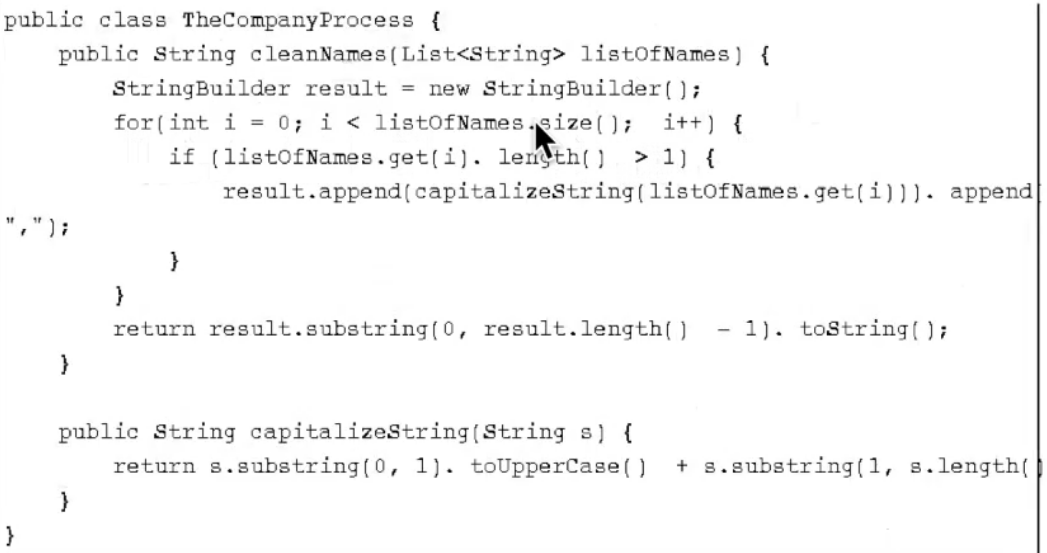 public class TheCompanyProcess {
    public String cleanNames(List<String> listOfNames) {
        StringBuilder result = new StringBuilder();
        for(int i = 0; i < listOfNames.size();  i++) {
            if (listOfNames.get(i). length()  > 1) {
                result.append(capitalizeString(listOfNames.get(i))). append(
",");
            }
        }
        return result.substring(0, result.length()  - 1). toString();
    }
    public String capitalizeString(String s) {
        return s.substring(0, 1). toUpperCase()  + s.substring(1, s.length()
    }
}